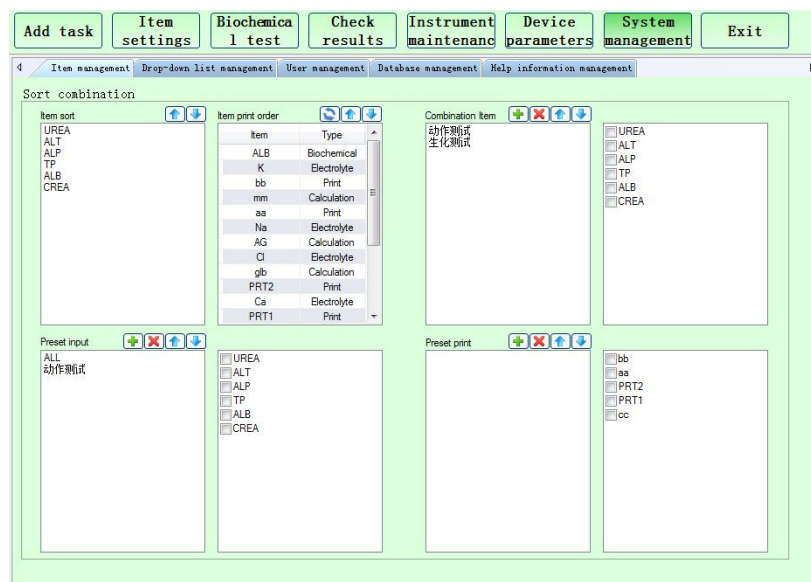 Add task
Item settings
Biochemica l test
Check results
Instrument maintenanc
Device parameters
System management
Exit
Item management
Drop-down list management
User management
Database management
Help information management
Sort combination
Item sort
UREA
ALT
ALP
TP
ALB
CREA
Item print order
Item Type
ALB Biochemical
K Electrolyte
bb Print
mm Calculation
aa Print
Na Electrolyte
AG Calculation
Cl Electrolyte
glb Calculation
PRT2 Print
Ca Electrolyte
PRT1 Print
Combination Item
动作测试
生化测试
UREA
ALT
ALP
TP
ALB
CREA
Preset input
ALL
动作测试
UREA
ALT
ALP
TP
ALB
CREA
Preset print
bb
aa
PRT2
PRT1
cc